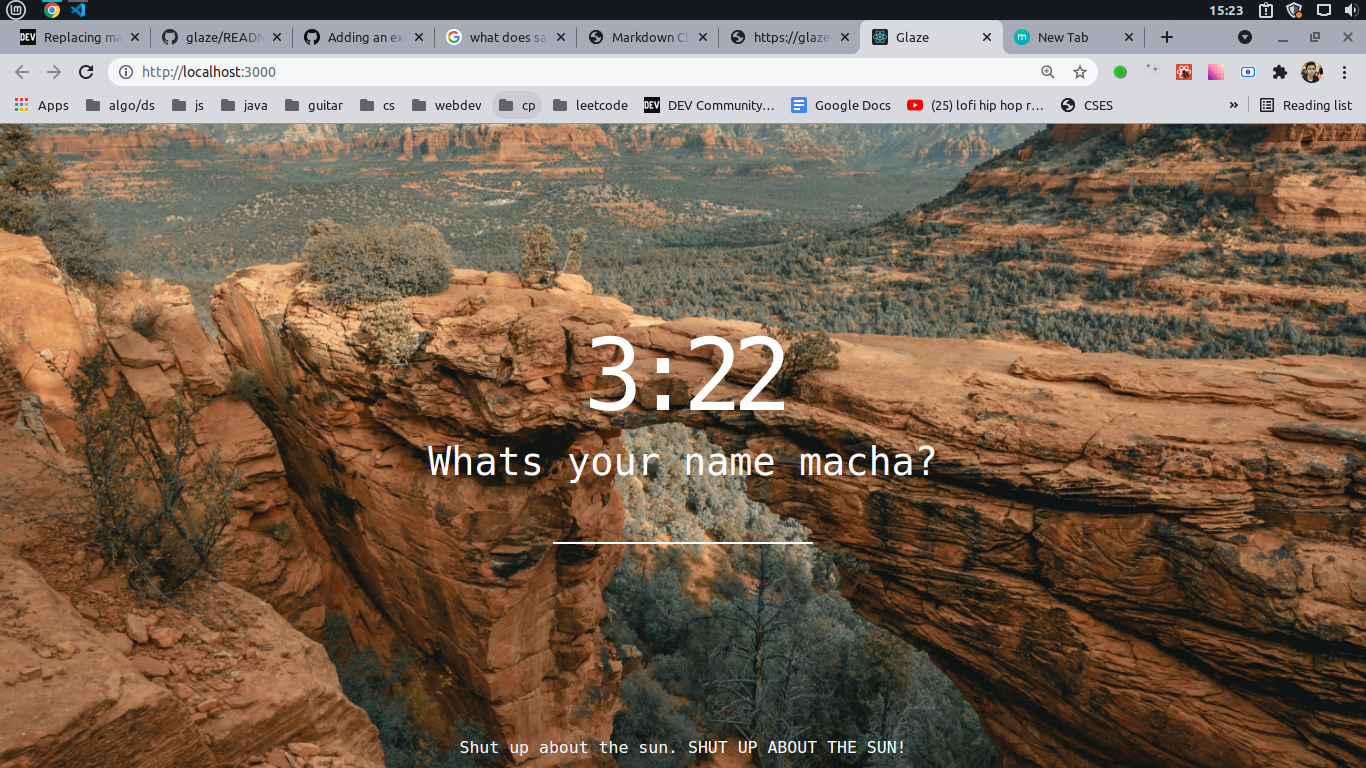 15:23
DEV Replacing ma
glaze/READM
Adding an ex
what does sa
Markdown Ch
https://glaze
Glaze
m New Tab
http://localhost:3000
Apps algo/ds js java guitar cs webdev cp leetcode DEV DEV Community… Google Docs (25) lofi hip hop r… CSES » Reading list
3:22
Whats your name macha?
Shut up about the sun. SHUT UP ABOUT THE SUN!